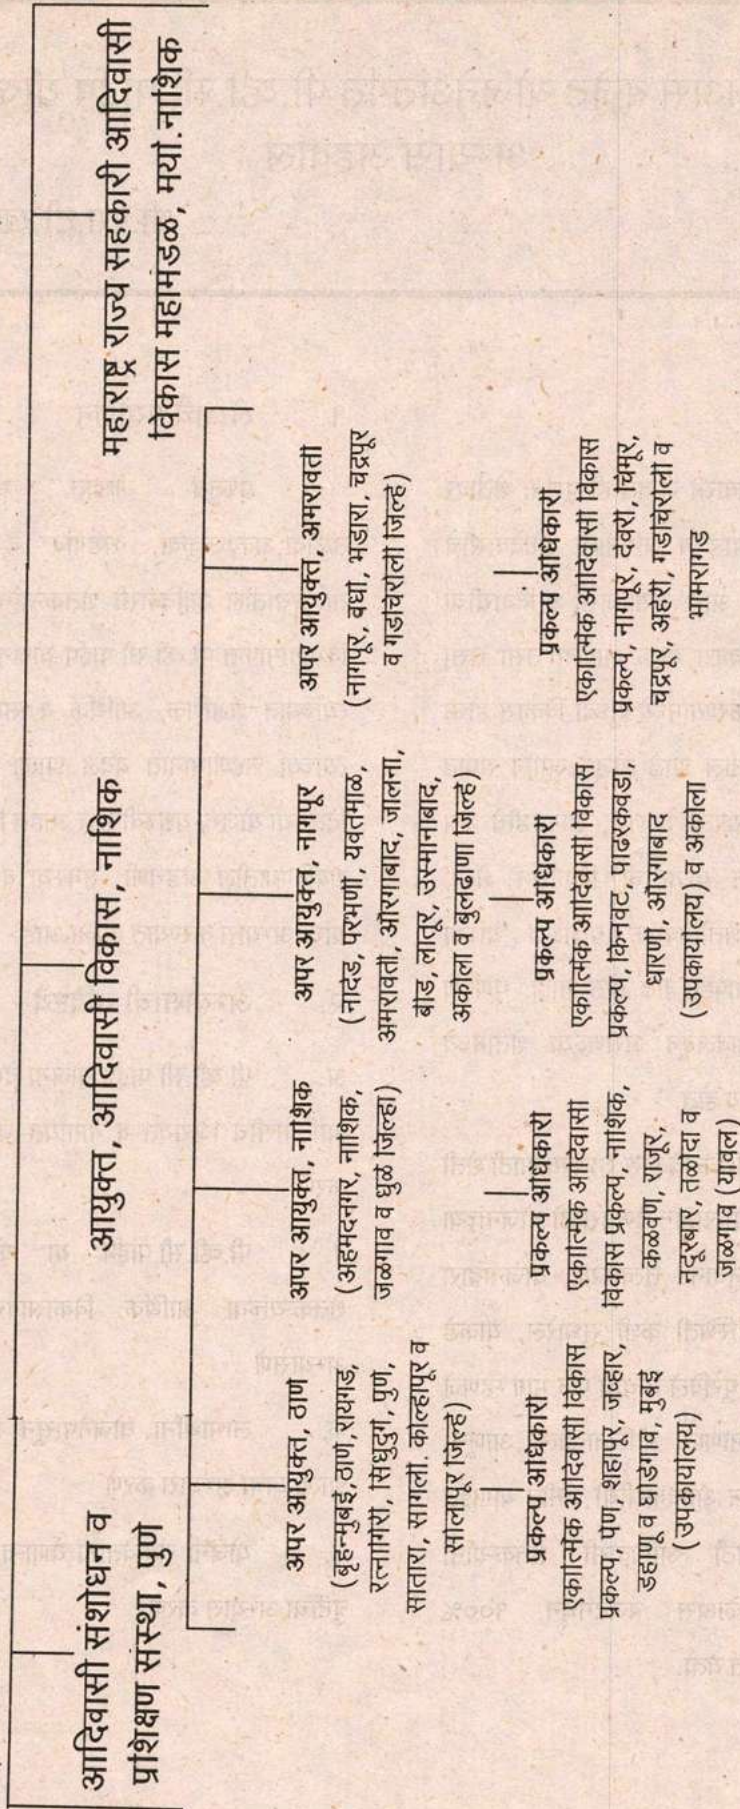 आदिवासी संशोधन व
प्रशिक्षण संस्था, पुणे
आयुक्त, आदिवासी विकास, नाशिक
महाराष्ट्र राज्य सहकारी आदिवासी
विकास महामंडळ, मर्या. नाशिक
अपर आयुक्त, ठाणे
(बृहन्मुंबई, ठाणे, रायगड,
रत्नागिरी, सिंधुदुर्ग, पुणे,
सातारा, सांगली. कोल्हापूर व
सोलापूर जिल्हे)
अपर आयुक्त, नाशिक
(अहमदनगर, नाशिक,
जळगाव व धुळे जिल्हा)
अपर आयुक्त, नागपूर
(नांदेड, परभणी, यवतमाळ,
अमरावती, औरंगाबाद, जालना,
बीड, लातूर, उस्मानाबाद,
अकोला व बुलढाणा जिल्हे)
अपर आयुक्त, अमरावती
(नागपूर, वर्धा, भंडारा, चंद्रपूर
व गडचिरोली जिल्हे)
प्रकल्प अधिकारी
एकात्मिक आदिवासी विकास
प्रकल्प पेण, शहापूर, जव्हार,
डहाणू व घोडेगांव, मुंबई
(उपकार्यालय)
प्रकल्प अधिकारी
एकात्मिक आदिवासी
विकास प्रकल्प, नाशिक,
कळवण, राजूर,
नंदूरबार, तळोदा व
जळगांव (यावल)
प्रकल्प अधिकारी
एकात्मिक आदिवासी विकास
प्रकल्प, किनवट, पांढरकवडा,
धारणी, औरंगाबाद
(उपकार्यालय) व अकोला
प्रकल्प अधिकारी
एकात्मिक आदिवासी विकास
प्रकल्प, नागपूर, देवरी, चिमुर,
चंद्रपूर, अहेरी, गडचिरोली व
भामरागड